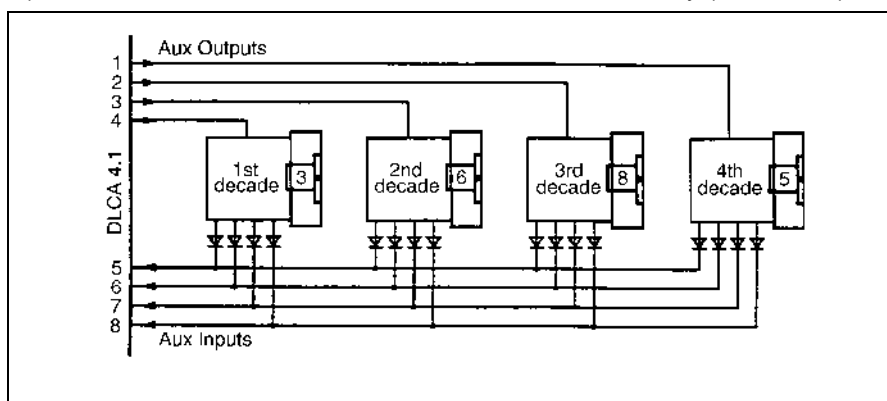 Aux Outputs
1
2
3
4
1st decade 3
2nd decade 6
3rd decade 8
4th decade 5
DLCA 4.1
5
6
7
8
Aux Inputs